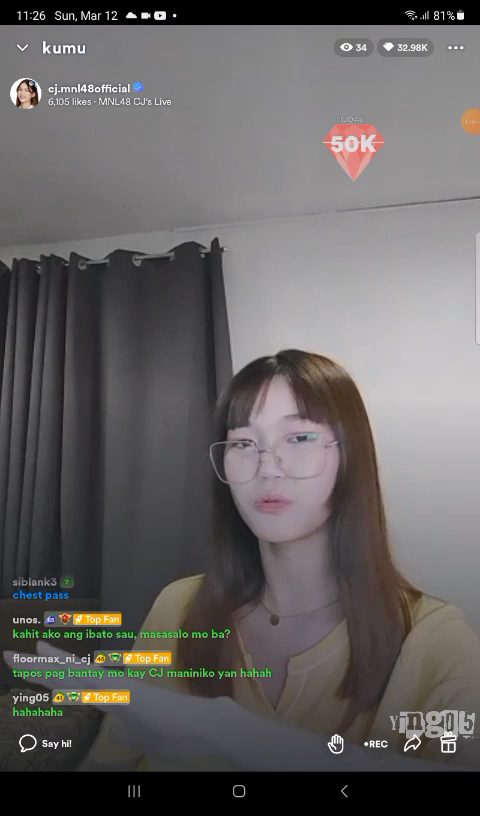 11:26 Sun, Mar 12 81%
kumu 34 32.98K
cj.mnl48official
6,105 likes · MNL48 CJ's Live
GOAL
50K
siblank3 7
chest pass
unos. Top Fan
kahit ako ang ibato sau, masasalo mo ba?
floormax_ni_cj Top Fan
tapos pag bantay mo kay CJ maniniko yan hahah
ying05 Top Fan
hahahaha
Ying05
Say hi! •REC